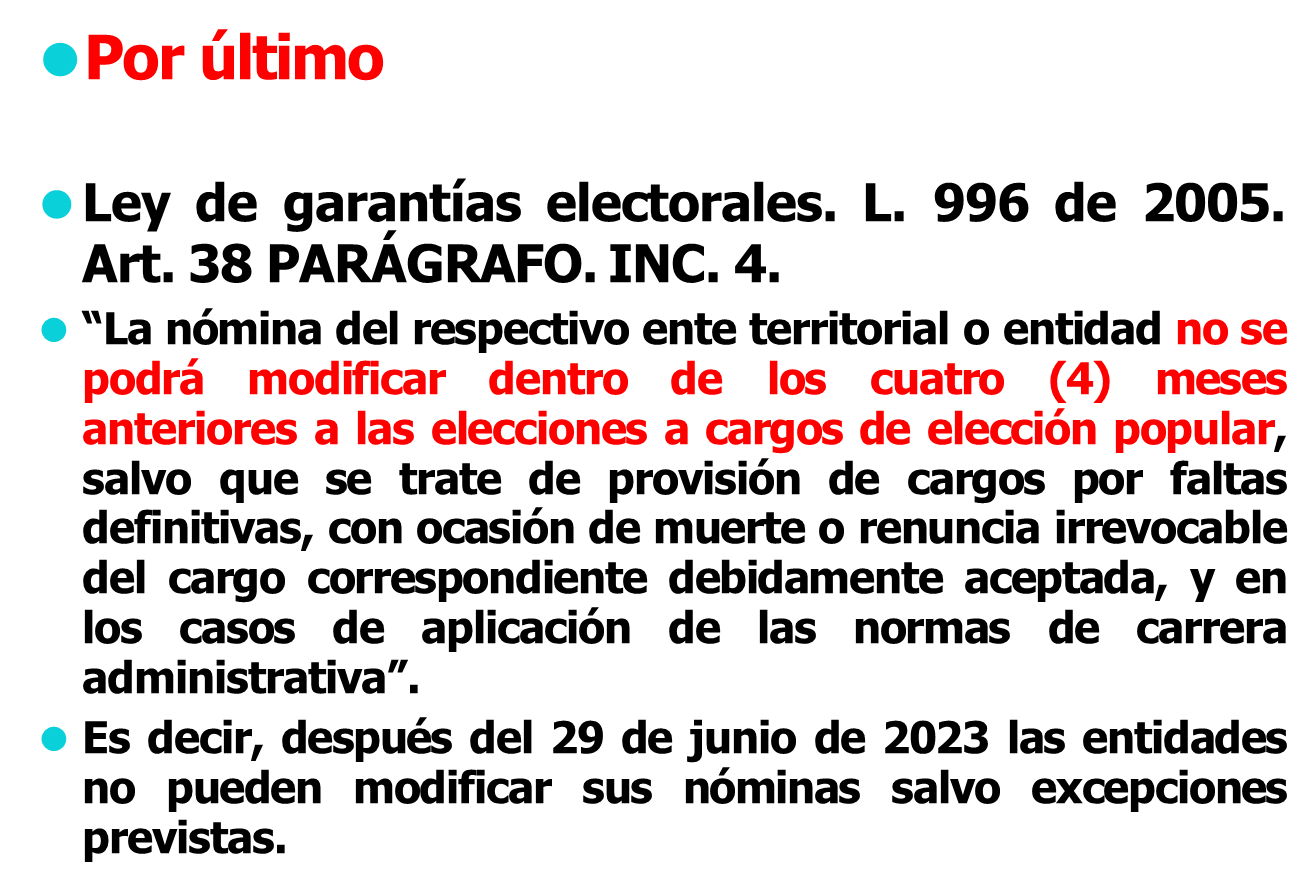 Por último
Ley de garantías electorales. L. 996 de 2005.
Art. 38 PARÁGRAFO. INC. 4.
“La nómina del respectivo ente territorial o entidad no se
podrá modificar dentro de los cuatro (4) meses
anteriores a las elecciones a cargos de elección popular,
salvo que se trate de provisión de cargos por faltas
definitivas, con ocasión de muerte o renuncia irrevocable
del cargo correspondiente debidamente aceptada, y en
los casos de aplicación de las normas de carrera
administrativa”.
Es decir, después del 29 de junio de 2023 las entidades
no pueden modificar sus nóminas salvo excepciones
previstas.